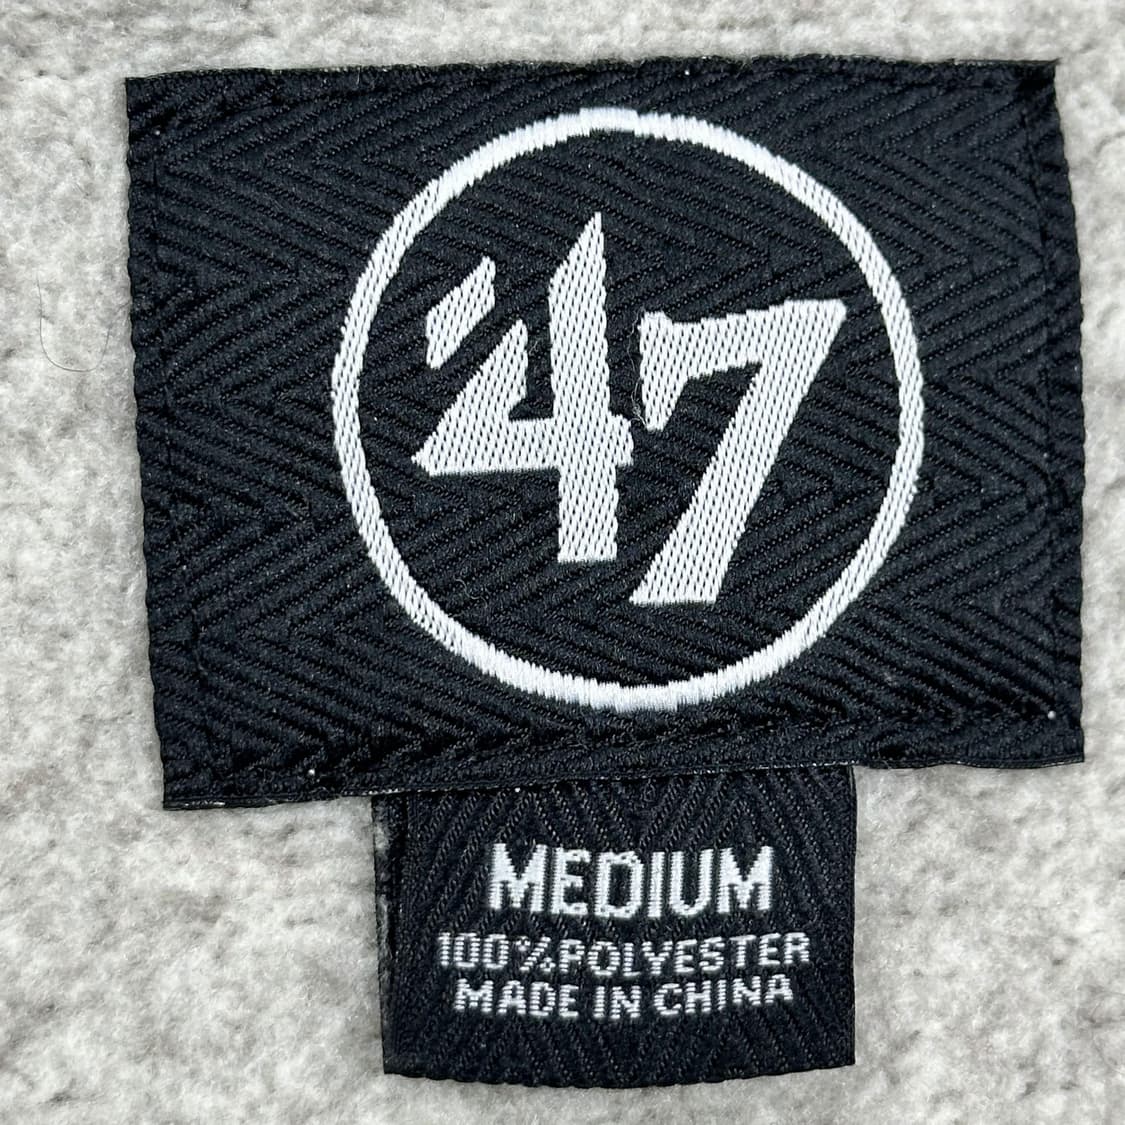 '47
MEDIUM
100%POLYESTER
MADE IN CHINA